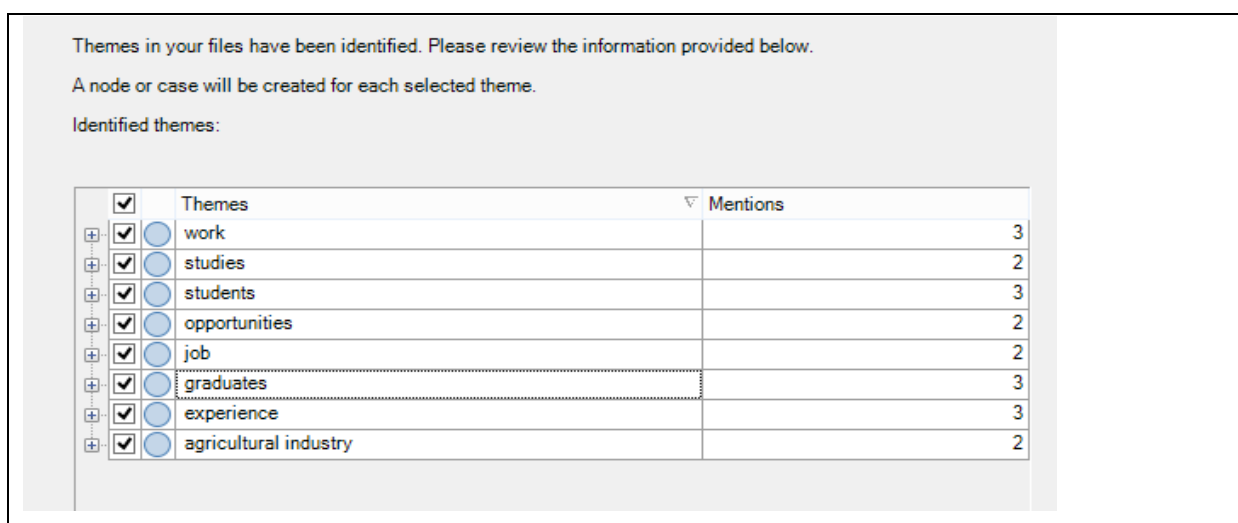 Themes in your files have been identified. Please review the information provided below.
A node or case will be created for each selected theme.
Identified themes:
Themes Mentions
work 3
studies 2
students 3
opportunities 2
job 2
graduates 3
experience 3
agricultural industry 2